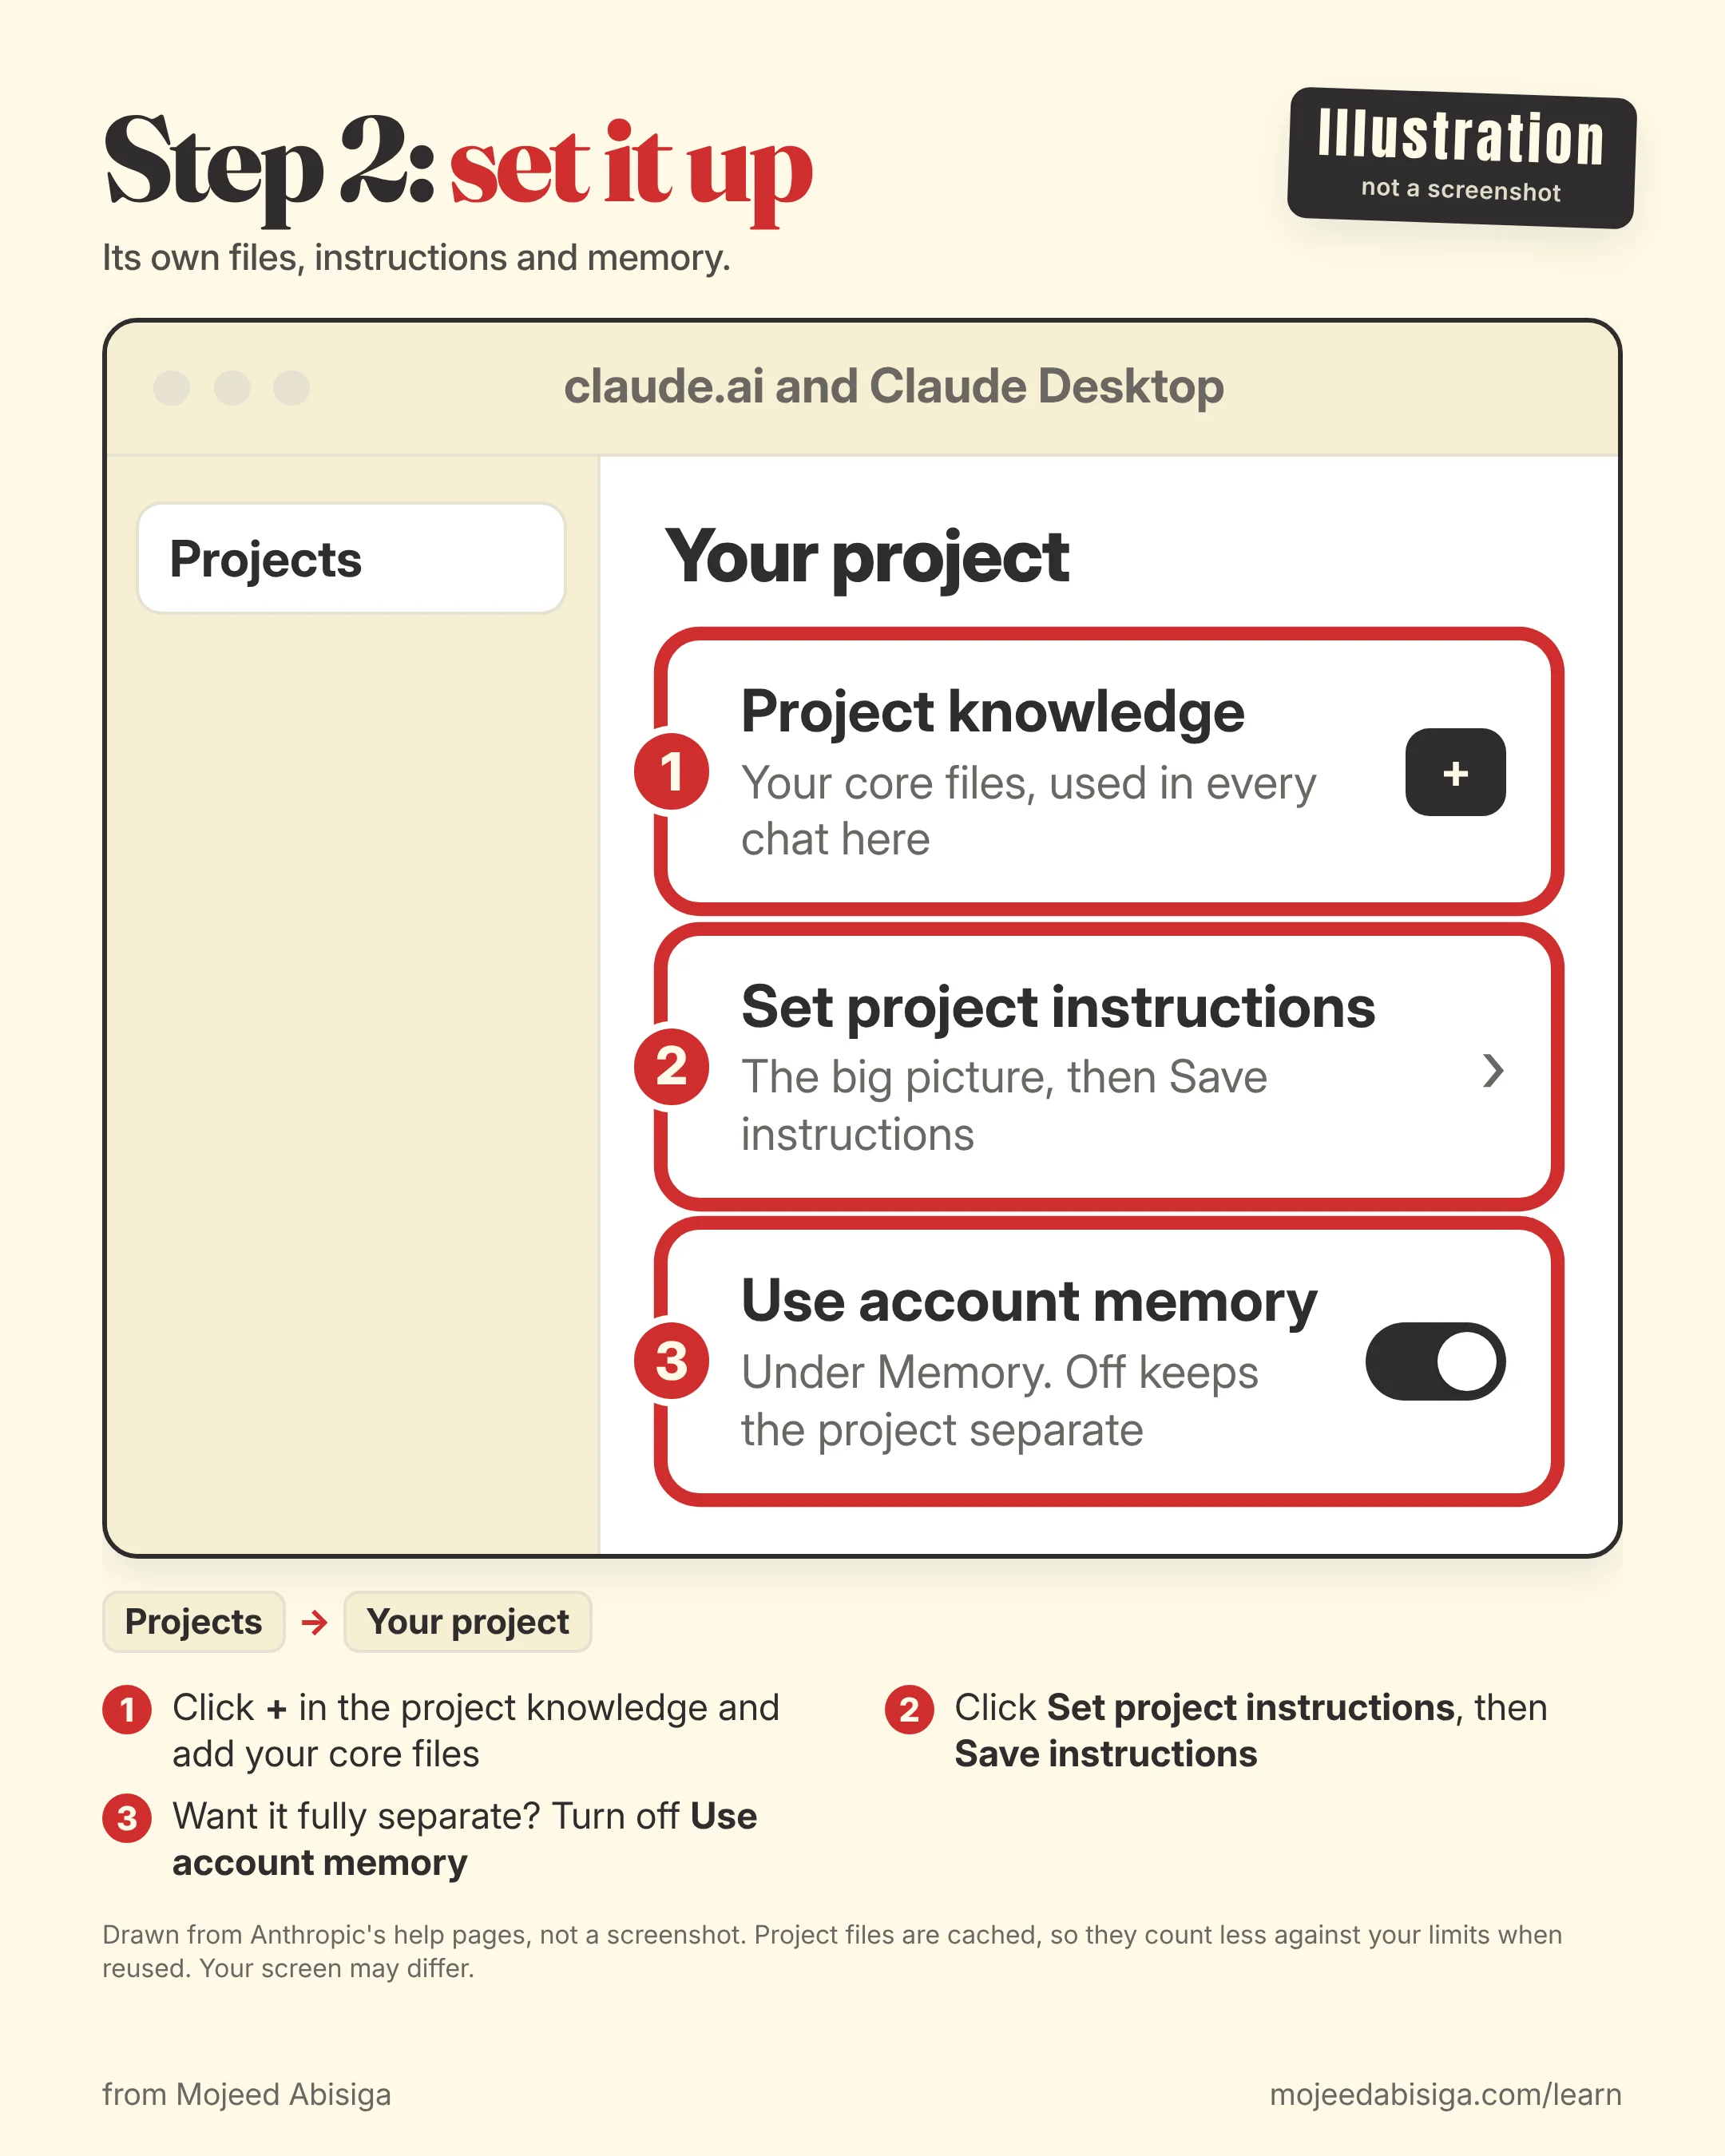 Step 2: set it up
Its own files, instructions and memory.
Illustration
not a screenshot
claude.ai and Claude Desktop
Projects
Your project
1
Project knowledge
Your core files, used in every
chat here
+
2
Set project instructions
The big picture, then Save
instructions
›
3
Use account memory
Under Memory. Off keeps
the project separate
Projects → Your project
1 Click + in the project knowledge and
add your core files
2 Click Set project instructions, then
Save instructions
3 Want it fully separate? Turn off Use
account memory
Drawn from Anthropic's help pages, not a screenshot. Project files are cached, so they count less against your limits when
reused. Your screen may differ.
from Mojeed Abisiga
mojeedabisiga.com/learn